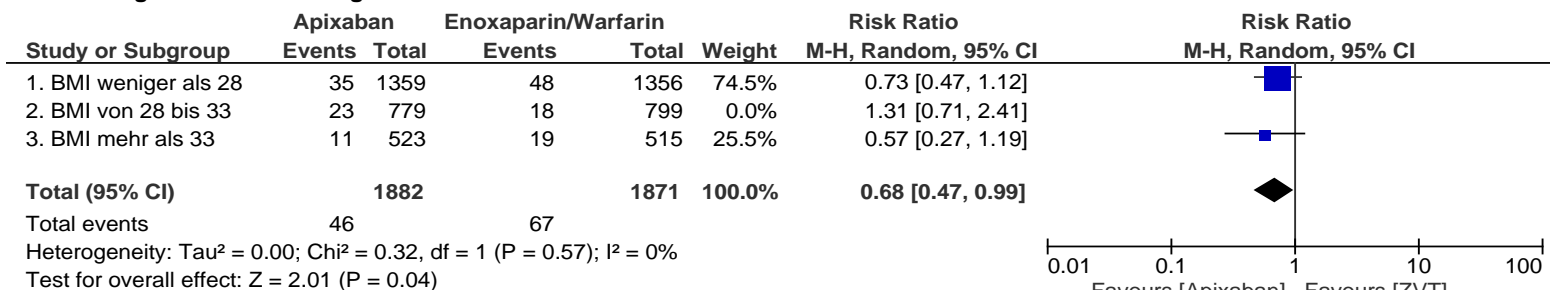 Apixaban Enoxaparin/Warfarin Risk Ratio Risk Ratio
Study or Subgroup Events Total Events Total Weight M-H, Random, 95% CI M-H, Random, 95% CI
1. BMI weniger als 28 35 1359 48 1356 74.5% 0.73 [0.47, 1.12]
2. BMI von 28 bis 33 23 779 18 799 0.0% 1.31 [0.71, 2.41]
3. BMI mehr als 33 11 523 19 515 25.5% 0.57 [0.27, 1.19]
Total (95% CI) 1882 1871 100.0% 0.68 [0.47, 0.99]
Total events 46 67
Heterogeneity: Tau² = 0.00; Chi² = 0.32, df = 1 (P = 0.57); I² = 0%
Test for overall effect: Z = 2.01 (P = 0.04)
0.01 0.1 1 10 100
Favours [Apixaban] Favours [ZVT]